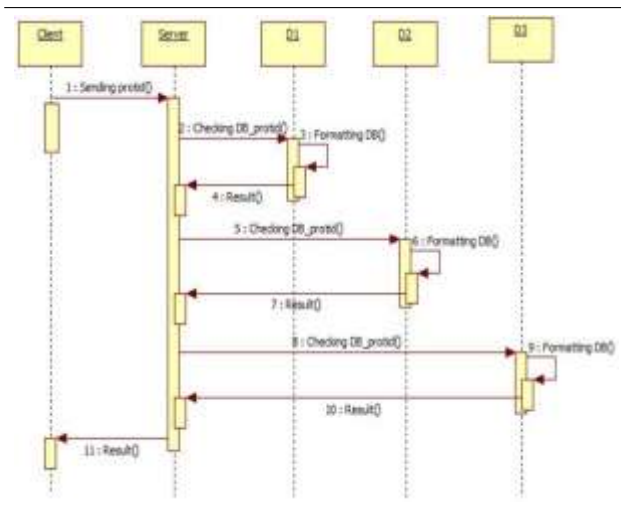 Client
Server
D1
D2
D3
1 : Sending protid()
2 : Checking DB_protid()
3 : Formatting DB()
4 : Result()
5 : Checking DB_protid()
6 : Formatting DB()
7 : Result()
8 : Checking DB_protid()
9 : Formatting DB()
10 : Result()
11 : Result()